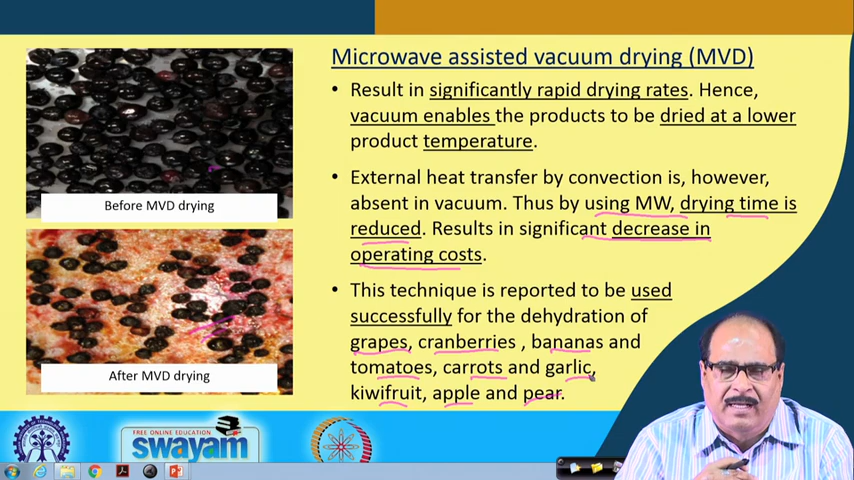 Microwave assisted vacuum drying (MVD)
• Result in significantly rapid drying rates. Hence,
vacuum enables the products to be dried at a lower
product temperature.
• External heat transfer by convection is, however,
absent in vacuum. Thus by using MW, drying time is
reduced. Results in significant decrease in
operating costs.
• This technique is reported to be used
successfully for the dehydration of
grapes, cranberries , bananas and
tomatoes, carrots and garlic,
kiwifruit, apple and pear.
Before MVD drying
After MVD drying
FREE ONLINE EDUCATION
swayam